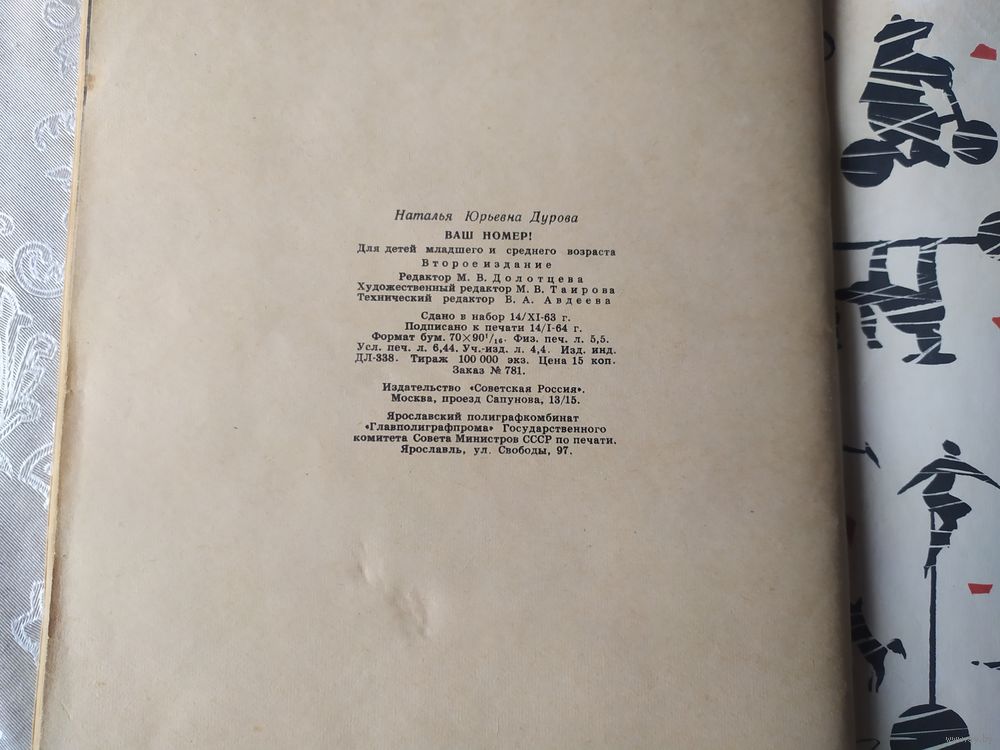 Наталья Юрьевна Дурова
ВАШ НОМЕР!
Для детей младшего и среднего возраста
Второе издание
Редактор М. В. Долотцева
Художественный редактор М. В. Таирова
Технический редактор В. А. Авдеева
Сдано в набор 14/XI-63 г.
Подписано к печати 14/I-64 г.
Формат бум. 70×90¹/₁₆. Физ. печ. л. 5,5.
Усл. печ. л. 6,44. Уч.-изд. л. 4,4. Изд. инд.
ДЛ-338. Тираж 100 000 экз. Цена 15 коп.
Заказ № 781.
Издательство «Советская Россия».
Москва, проезд Сапунова, 13/15.
Ярославский полиграфкомбинат
«Главполиграфпрома» Государственного
комитета Совета Министров СССР по печати.
Ярославль, ул. Свободы, 97.